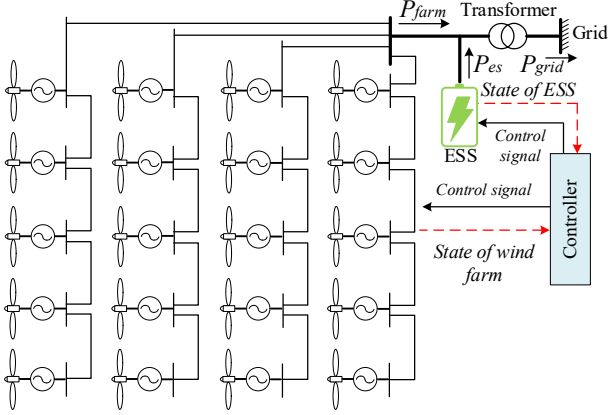 P_farm
Transformer
Grid
P_es
P_grid
State of ESS
ESS
Control
signal
Control signal
Controller
State of wind
farm